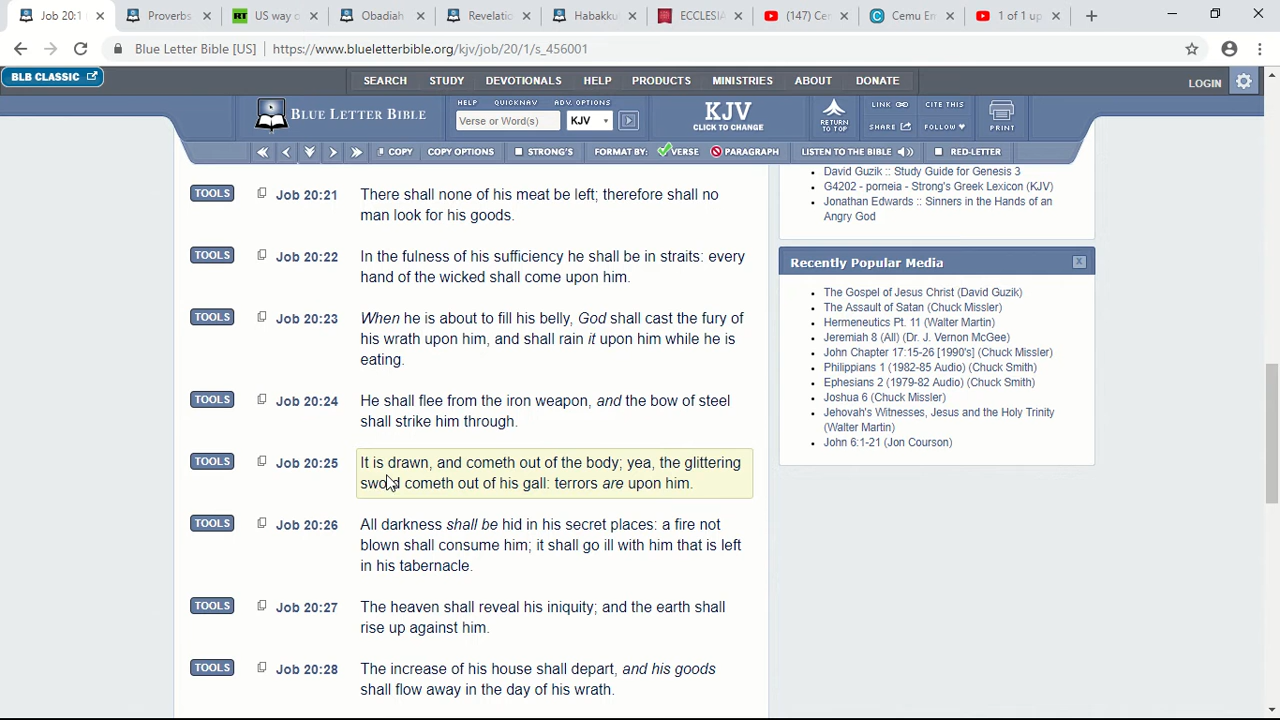 Job 20:1
Proverbs
US way o
Obadi
Revelati
Habakku
ECCLESIA
(147) Ce
Cemu En
1 of 1 up
Blue Letter Bible [US] https://www.blueletterbible.org/kjv/job/20/1/s_456001
BLB CLASSIC
SEARCH STUDY DEVOTIONALS HELP PRODUCTS MINISTRIES ABOUT DONATE
LOGIN
BLUE LETTER BIBLE
HELP QUICKNAV ADV. OPTIONS
Verse or Word(s) KJV
KJV
CLICK TO CHANGE
RETURN
TO TOP
LINK CITE THIS
SHARE FOLLOW
PRINT
COPY COPY OPTIONS STRONG'S FORMAT BY: VERSE PARAGRAPH LISTEN TO THE BIBLE RED-LETTER
TOOLS Job 20:21 There shall none of his meat be left; therefore shall no
man look for his goods.
TOOLS Job 20:22 In the fulness of his sufficiency he shall be in straits: every
hand of the wicked shall come upon him.
TOOLS Job 20:23 When he is about to fill his belly, God shall cast the fury of
his wrath upon him, and shall rain it upon him while he is
eating.
TOOLS Job 20:24 He shall flee from the iron weapon, and the bow of steel
shall strike him through.
TOOLS Job 20:25 It is drawn, and cometh out of the body; yea, the glittering
sword cometh out of his gall: terrors are upon him.
TOOLS Job 20:26 All darkness shall be hid in his secret places: a fire not
blown shall consume him; it shall go ill with him that is left
in his tabernacle.
TOOLS Job 20:27 The heaven shall reveal his iniquity; and the earth shall
rise up against him.
TOOLS Job 20:28 The increase of his house shall depart, and his goods
shall flow away in the day of his wrath.
David Guzik :: Study Guide for Genesis 3
G4202 - porneia - Strong's Greek Lexicon (KJV)
Jonathan Edwards :: Sinners in the Hands of an
Angry God
Recently Popular Media X
The Gospel of Jesus Christ (David Guzik)
The Assault of Satan (Chuck Missler)
Hermeneutics Pt. 11 (Walter Martin)
Jeremiah 8 (All) (Dr. J. Vernon McGee)
John Chapter 17:15-26 [1990's] (Chuck Missler)
Philippians 1 (1982-85 Audio) (Chuck Smith)
Ephesians 2 (1979-82 Audio) (Chuck Smith)
Joshua 6 (Chuck Missler)
Jehovah's Witnesses, Jesus and the Holy Trinity
(Walter Martin)
John 6:1-21 (Jon Courson)